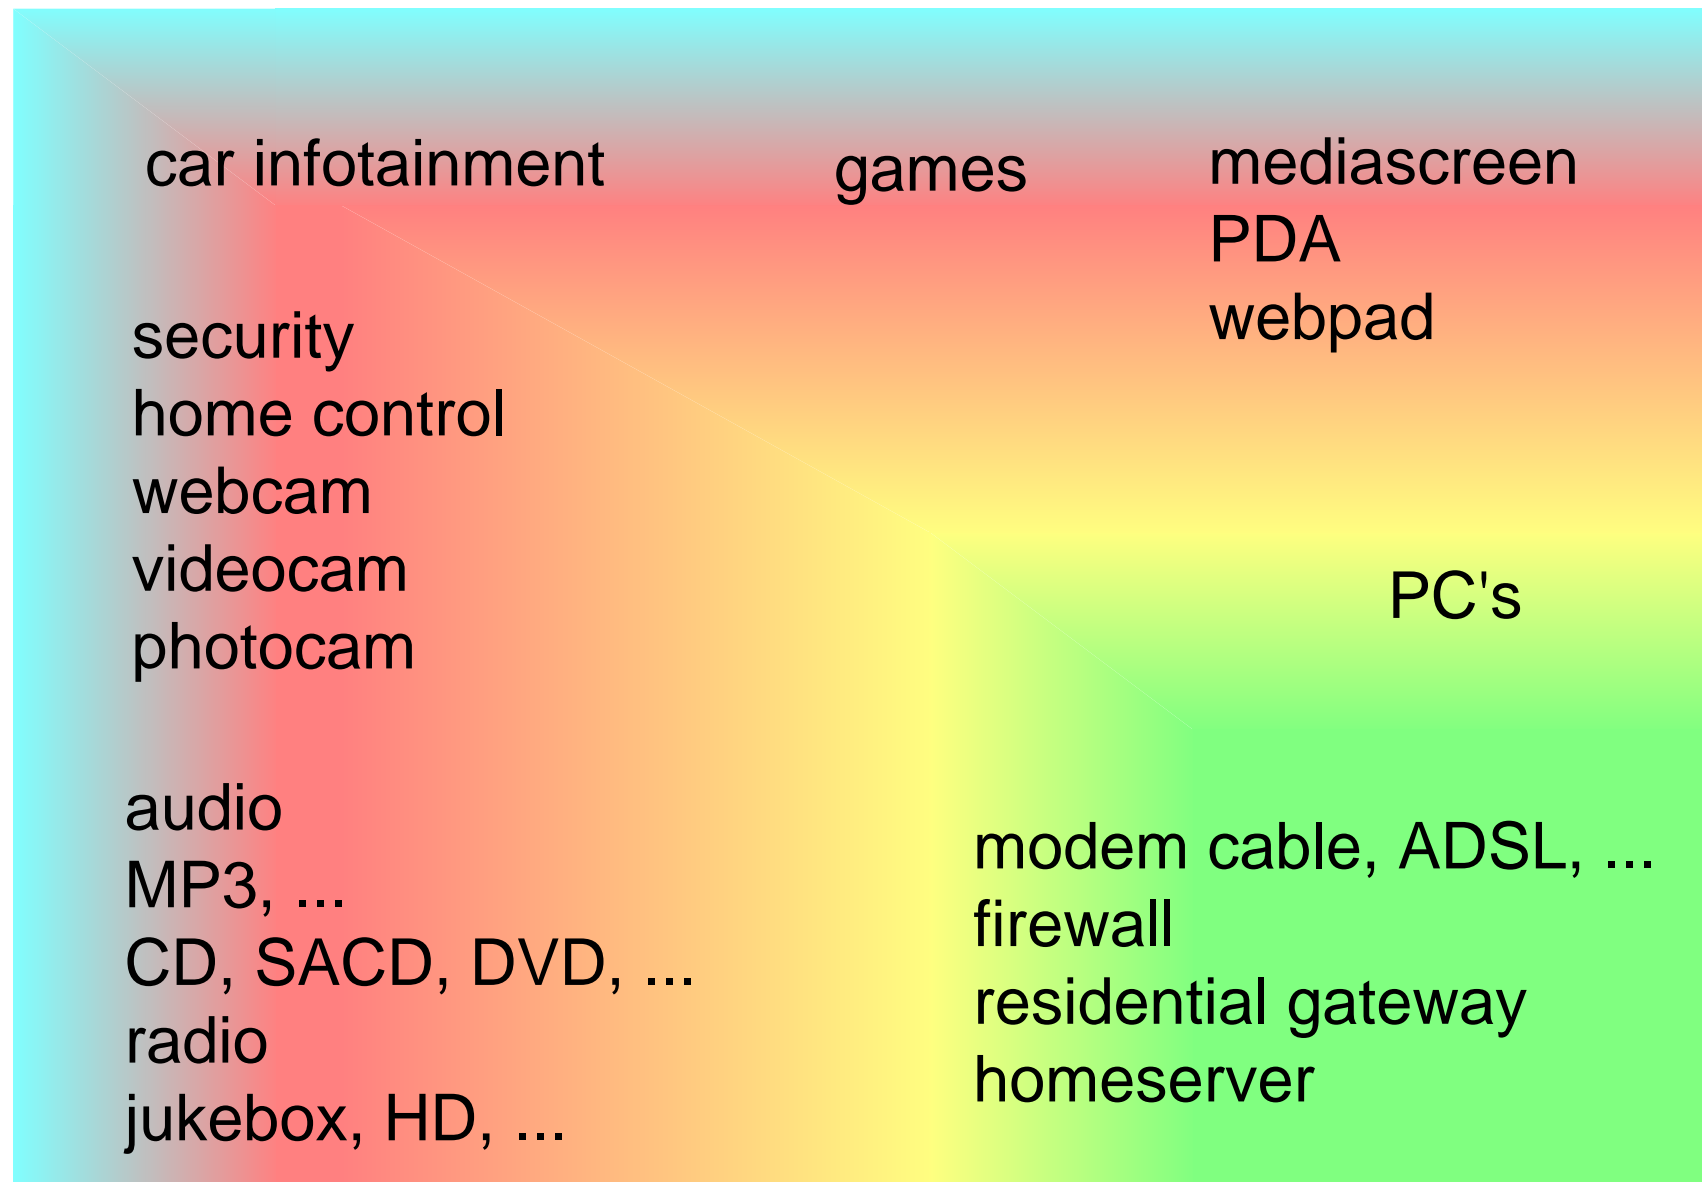 car infotainment
games
mediascreen
PDA
webpad
security
home control
webcam
videocam
photocam
PC's
audio
MP3, ...
CD, SACD, DVD, ...
radio
jukebox, HD, ...
modem cable, ADSL, ...
firewall
residential gateway
homeserver